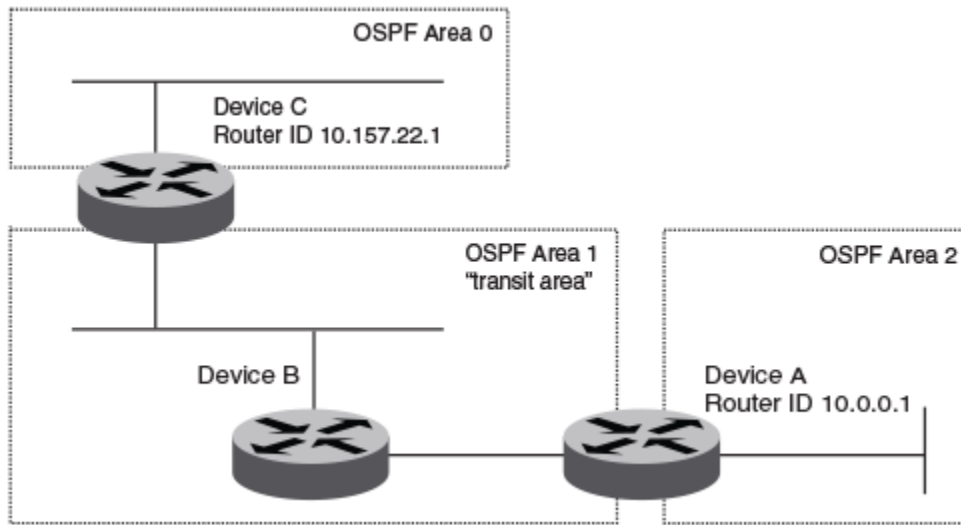 OSPF Area 0
Device C
Router ID 10.157.22.1
OSPF Area 1
“transit area”
OSPF Area 2
Device B
Device A
Router ID 10.0.0.1